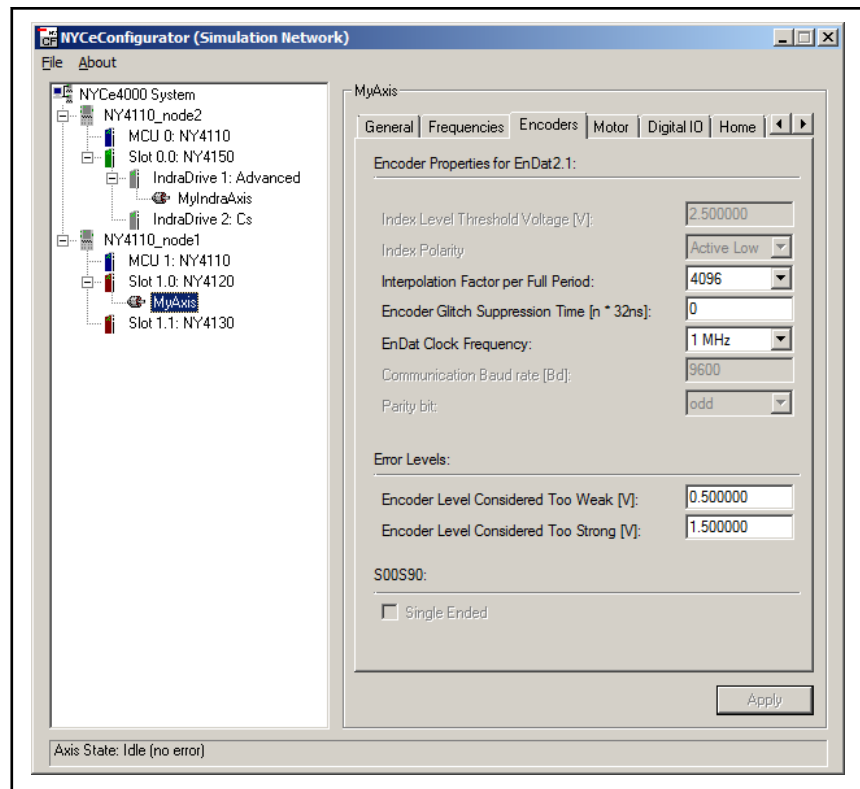 NYCeConfigurator (Simulation Network)
File About
NYCe4000 System
NY4110_node2
MCU 0: NY4110
Slot 0.0: NY4150
IndraDrive 1: Advanced
MyIndraAxis
IndraDrive 2: Cs
NY4110_node1
MCU 1: NY4110
Slot 1.0: NY4120
MyAxis
Slot 1.1: NY4130
MyAxis
General Frequencies Encoders Motor Digital IO Home
Encoder Properties for EnDat2.1:
Index Level Threshold Voltage [V]: 2.500000
Index Polarity Active Low
Interpolation Factor per Full Period: 4096
Encoder Glitch Suppression Time [n * 32ns]: 0
EnDat Clock Frequency: 1 MHz
Communication Baud rate [Bd]: 9600
Parity bit: odd
Error Levels:
Encoder Level Considered Too Weak [V]: 0.500000
Encoder Level Considered Too Strong [V]: 1.500000
S00S90:
Single Ended
Apply
Axis State: Idle (no error)